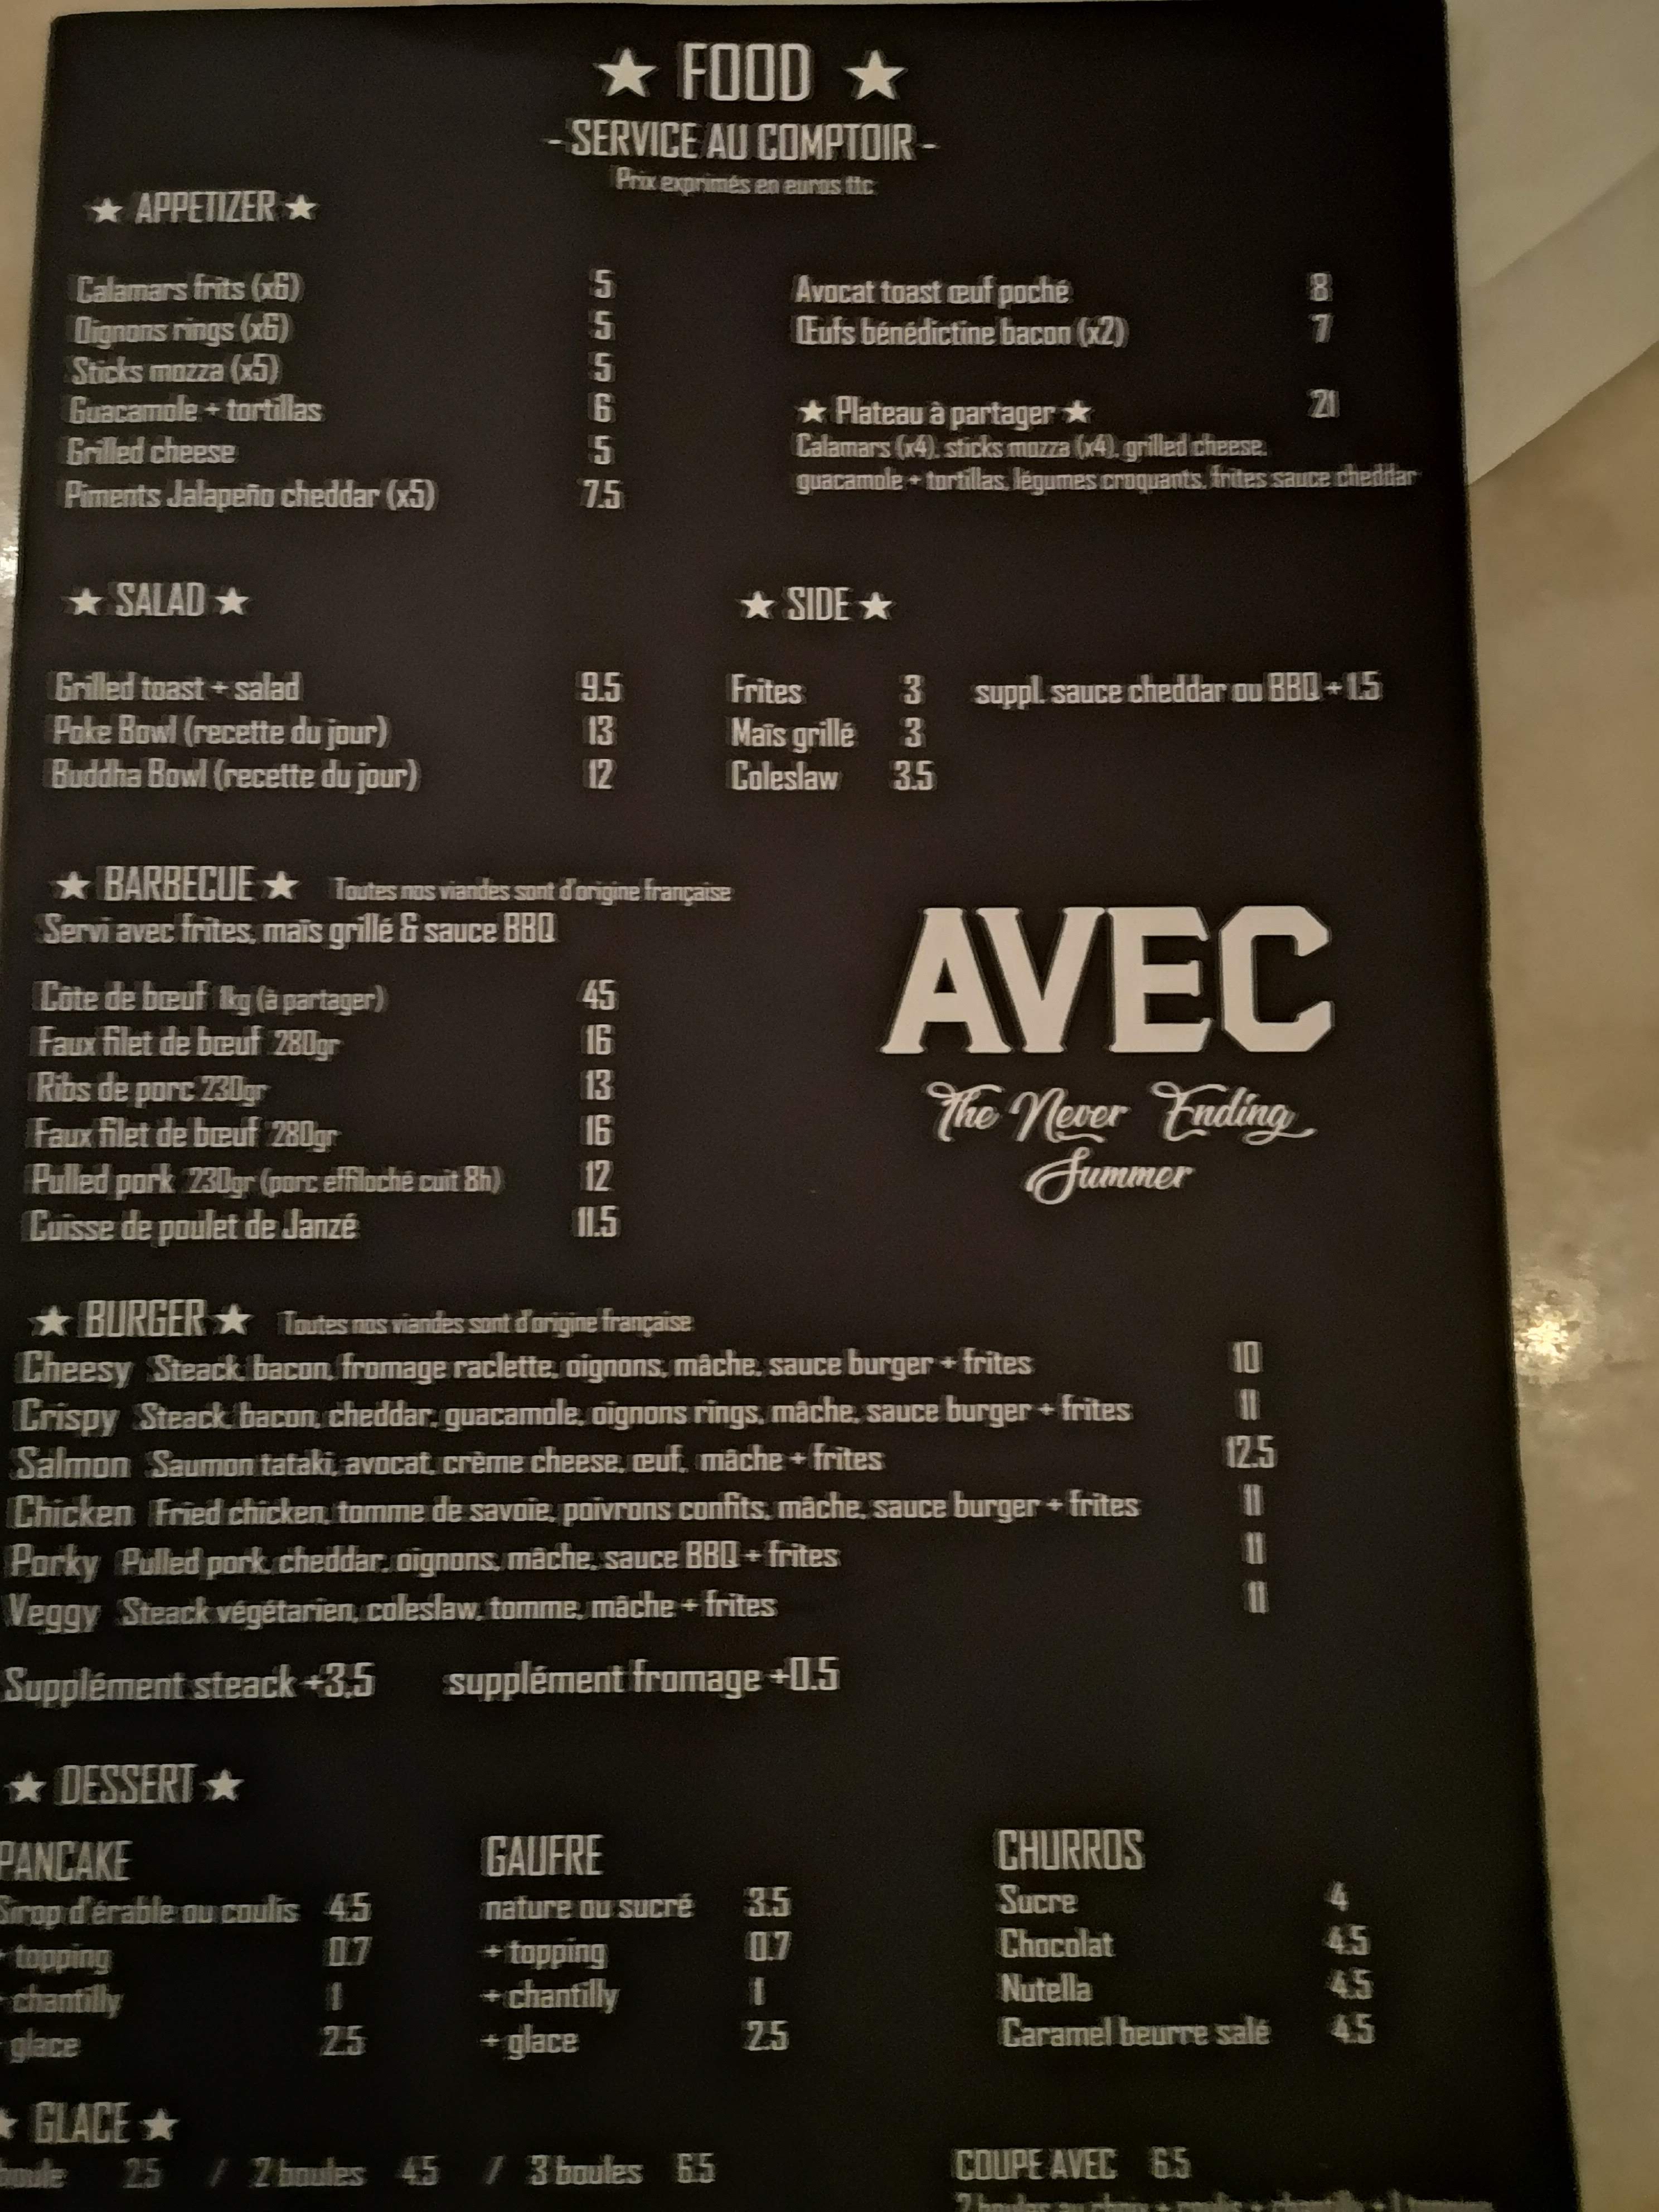 ★ FOOD ★
- SERVICE AU COMPTOIR -
Prix exprimés en euros ttc
★ APPETIZER ★
Calamars frits (x6) 5
Oignons rings (x6) 5
Sticks mozza (x5) 5
Guacamole + tortillas 6
Grilled cheese 5
Piments Jalapeño cheddar (x5) 7.5
Avocat toast œuf poché 8
Œufs bénédictine bacon (x2) 7
★ Plateau à partager ★ 21
Calamars (x4), sticks mozza (x4), grilled cheese,
guacamole + tortillas, légumes croquants, frites sauce cheddar
★ SALAD ★
Grilled toast + salad 9.5
Poke Bowl (recette du jour) 13
Buddha Bowl (recette du jour) 12
★ SIDE ★
Frites 3 suppl. sauce cheddar ou BBQ + 1.5
Maïs grillé 3
Coleslaw 3.5
★ BARBECUE ★ Toutes nos viandes sont d'origine française
Servi avec frites, maïs grillé & sauce BBQ
Côte de bœuf 1kg (à partager) 45
Faux filet de bœuf 280gr 16
Ribs de porc 230gr 13
Faux filet de bœuf 280gr 16
Pulled pork 230gr (porc effiloché cuit 8h) 12
Cuisse de poulet de Janzé 11.5
AVEC
The Never Ending
Summer
★ BURGER ★ Toutes nos viandes sont d'origine française
Cheesy Steack, bacon, fromage raclette, oignons, mâche, sauce burger + frites 10
Crispy Steack, bacon, cheddar, guacamole, oignons rings, mâche, sauce burger + frites 11
Salmon Saumon tataki, avocat, crème cheese, œuf, mâche + frites 12.5
Chicken Fried chicken, tomme de savoie, poivrons confits, mâche, sauce burger + frites 11
Porky Pulled pork, cheddar, oignons, mâche, sauce BBQ + frites 11
Veggy Steack végétarien, coleslaw, tomme, mâche + frites 11
Supplément steack +3,5 supplément fromage +0.5
★ DESSERT ★
PANCAKE
Sirop d'érable ou coulis 4.5
+ topping 0.7
+ chantilly 1
+ glace 2.5
GAUFRE
nature ou sucré 3.5
+ topping 0.7
+ chantilly 1
+ glace 2.5
CHURROS
Sucre 4
Chocolat 4.5
Nutella 4.5
Caramel beurre salé 4.5
★ GLACE ★
boule 2.5 / 2 boules 4.5 / 3 boules 6.5
COUPE AVEC 6.5